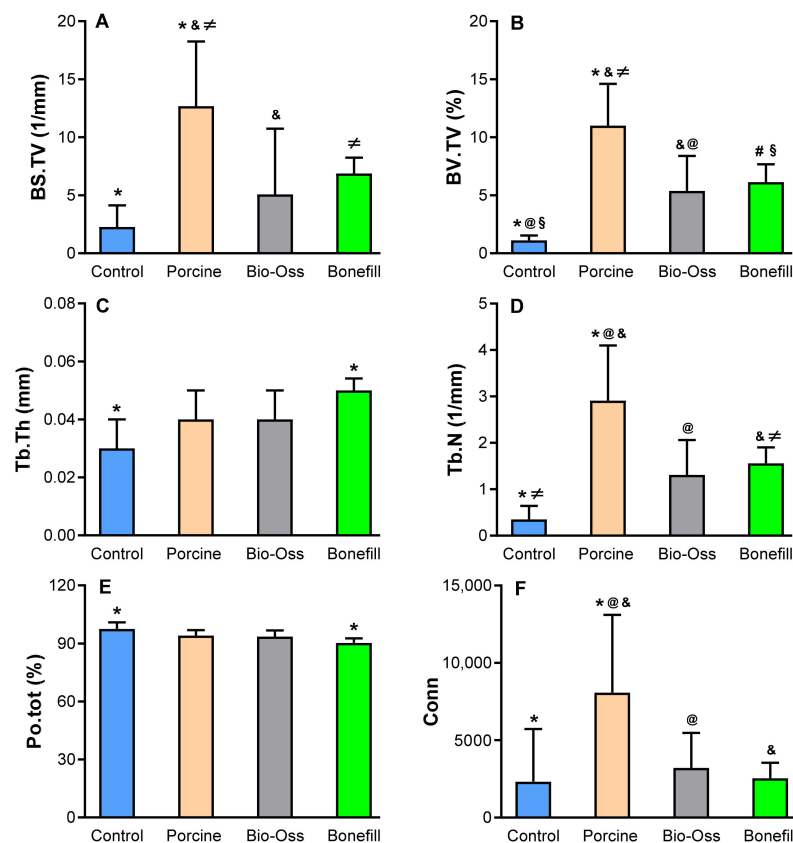 A
BS.TV (1/mm)
20
15
10
5
0
* & ≠
*
&
≠
Control Porcine Bio-Oss Bonefill
B
BV.TV (%)
20
15
10
5
0
* & ≠
& @
# §
* @ §
Control Porcine Bio-Oss Bonefill
C
Tb.Th (mm)
0.08
0.06
0.04
0.02
0.00
*
*
Control Porcine Bio-Oss Bonefill
D
Tb.N (1/mm)
5
4
3
2
1
0
* @ &
@
& ≠
* ≠
Control Porcine Bio-Oss Bonefill
E
Po.tot (%)
120
90
60
30
0
*
*
Control Porcine Bio-Oss Bonefill
F
Conn
15,000
10,000
5000
0
* @ &
*
@
&
Control Porcine Bio-Oss Bonefill